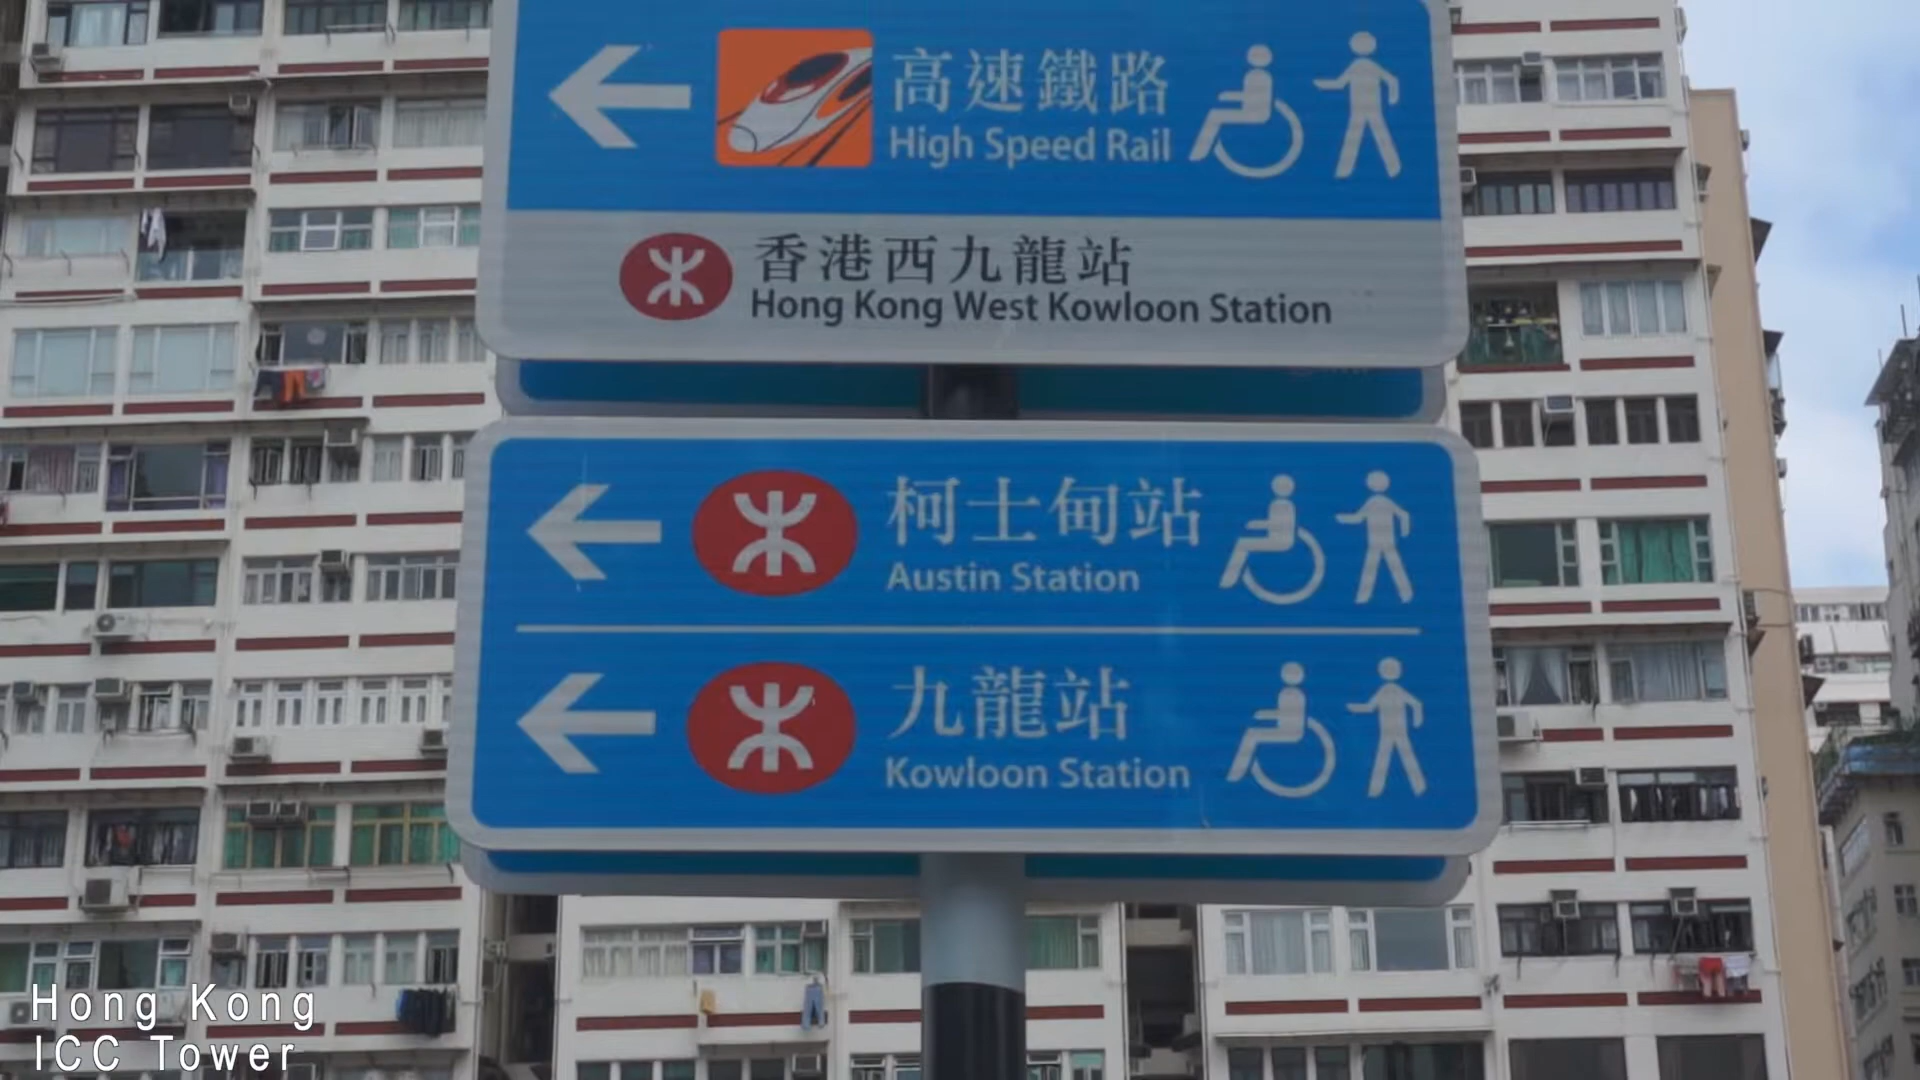 高速鐵路
High Speed Rail
香港西九龍站
Hong Kong West Kowloon Station
柯士甸站
Austin Station
九龍站
Kowloon Station
Hong Kong
ICC Tower